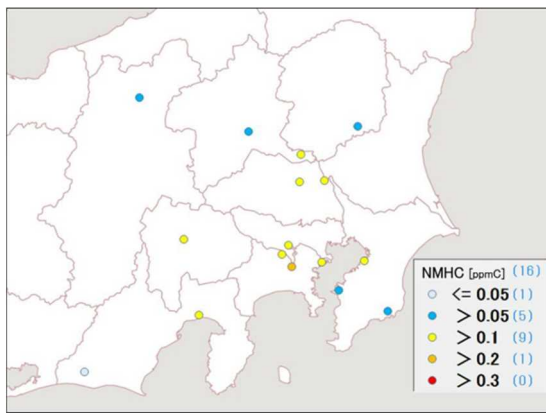 NMHC [ppmC] (16)
<= 0.05 (1)
> 0.05 (5)
> 0.1 (9)
> 0.2 (1)
> 0.3 (0)